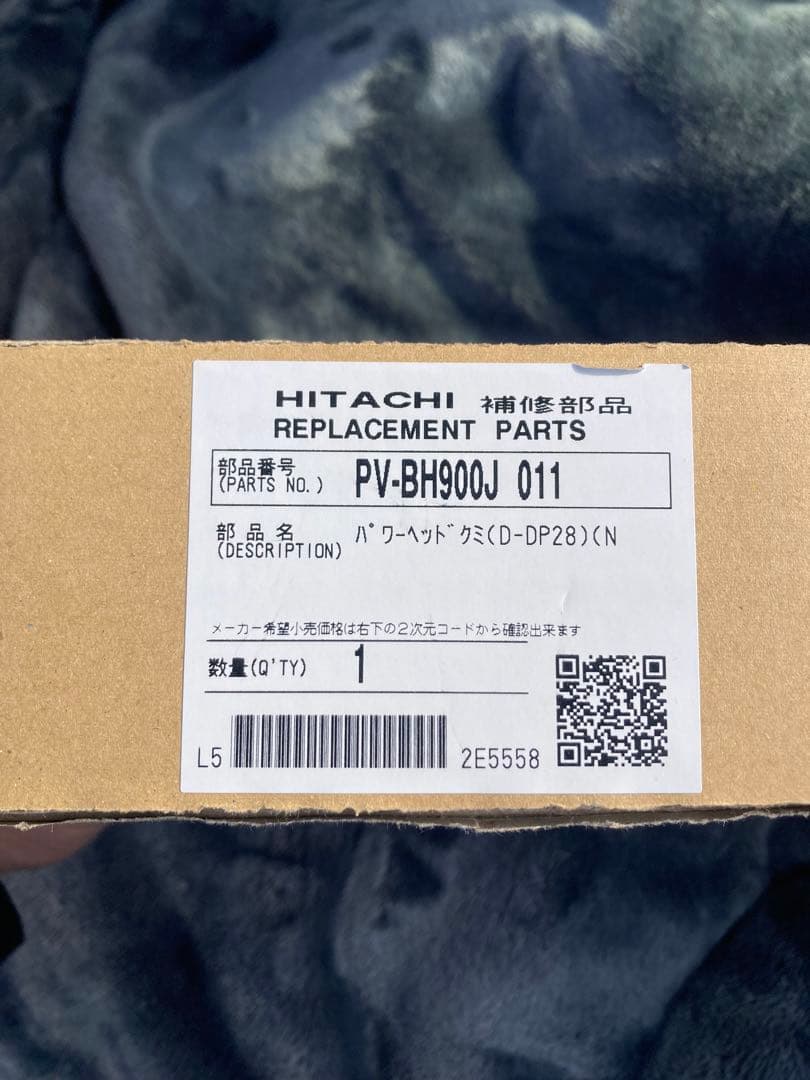 HITACHI 補修部品
REPLACEMENT PARTS
部品番号
(PARTS NO.) PV-BH900J 011
部品名 ﾊﾟﾜｰﾍｯﾄﾞｸﾐ(D-DP28)(N
(DESCRIPTION)
メーカー希望小売価格は右下の2次元コードから確認出来ます
数量(Q'TY) 1
L5 2E5558